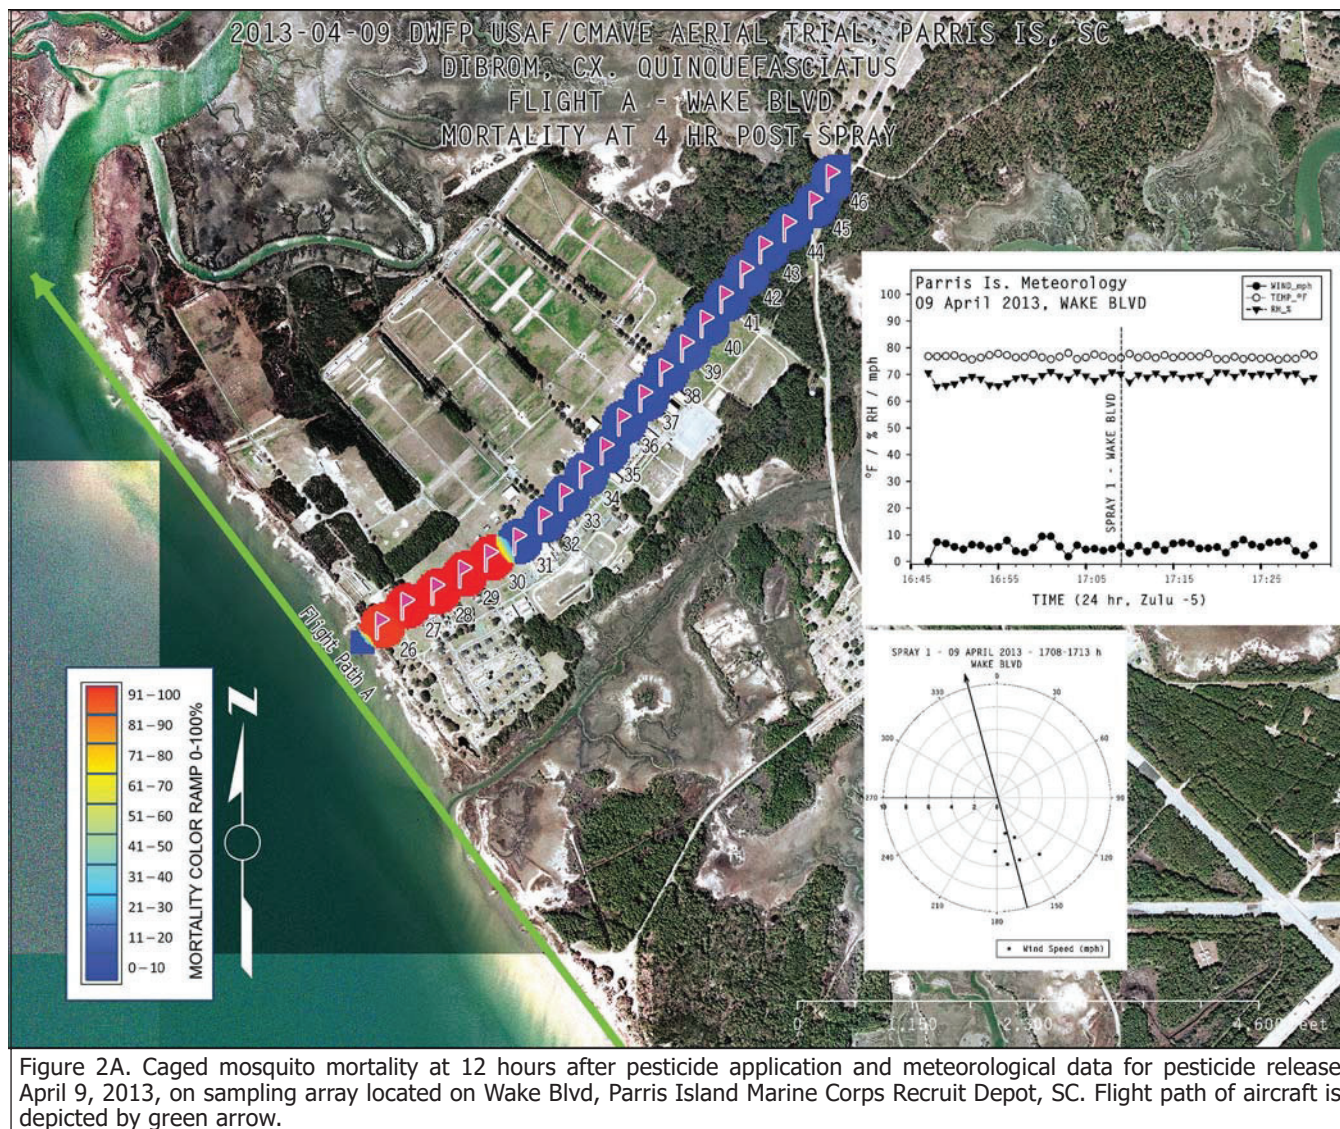 2013-04-09 DWFP USAF/CMAVE AERIAL TRIAL, PARRIS IS, SC
DIBROM, CX. QUINQUEFASCIATUS
FLIGHT A - WAKE BLVD
MORTALITY AT 4 HR POST-SPRAY
46
45
44
43
42
41
40
39
38
37
36
35
34
33
32
31
30
29
28
27
26
Flight Path A
Parris Is. Meteorology
09 April 2013, WAKE BLVD
WIND_mph
TEMP_°F
RH_%
°F / % RH / mph
100
90
80
70
60
50
40
30
20
10
0
SPRAY 1 - WAKE BLVD
16:45 16:55 17:05 17:15 17:25
TIME (24 hr, Zulu -5)
SPRAY 1 - 09 APRIL 2013 - 1708-1713 h
WAKE BLVD
0
330 30
300 60
270 10 8 6 4 2 0 90
240 120
210 150
180
Wind Speed (mph)
MORTALITY COLOR RAMP 0-100%
91-100
81-90
71-80
61-70
51-60
41-50
31-40
21-30
11-20
0-10
Z
0 1,150 2,300 4,600 Feet
Figure 2A. Caged mosquito mortality at 12 hours after pesticide application and meteorological data for pesticide release
April 9, 2013, on sampling array located on Wake Blvd, Parris Island Marine Corps Recruit Depot, SC. Flight path of aircraft is
depicted by green arrow.